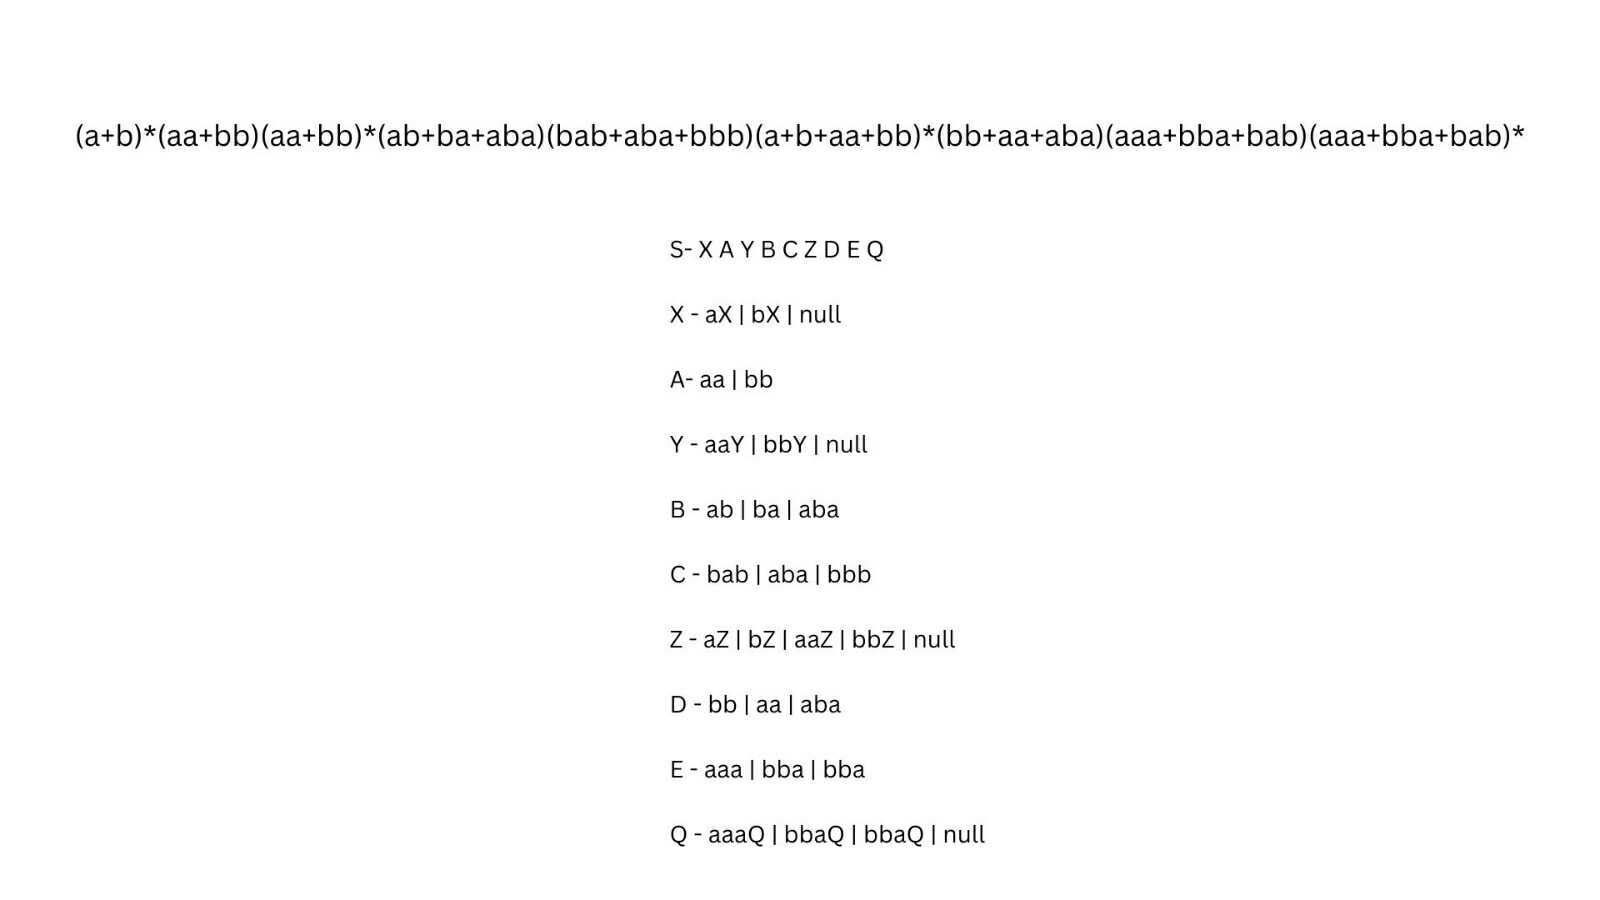 (a+b)*(aa+bb)(aa+bb)*(ab+ba+aba)(bab+aba+bbb)(a+b+aa+bb)*(bb+aa+aba)(aaa+bba+bab)(aaa+bba+bab)*
S- X A Y B C Z D E Q
X - aX | bX | null
A- aa | bb
Y - aaY | bbY | null
B - ab | ba | aba
C - bab | aba | bbb
Z - aZ | bZ | aaZ | bbZ | null
D - bb | aa | aba
E - aaa | bba | bba
Q - aaaQ | bbaQ | bbaQ | null